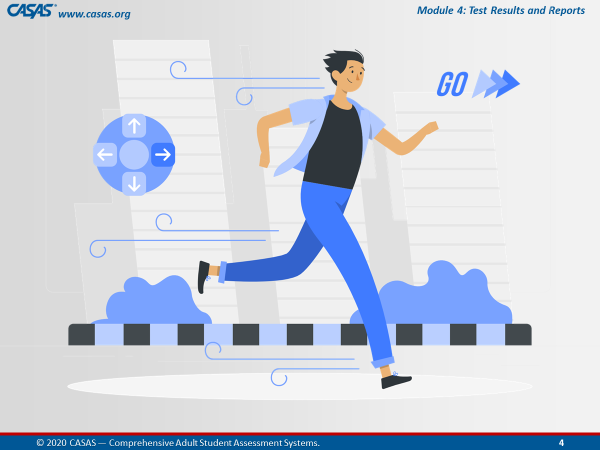 CASAS® www.casas.org
Module 4: Test Results and Reports
GO
© 2020 CASAS — Comprehensive Adult Student Assessment Systems.
4